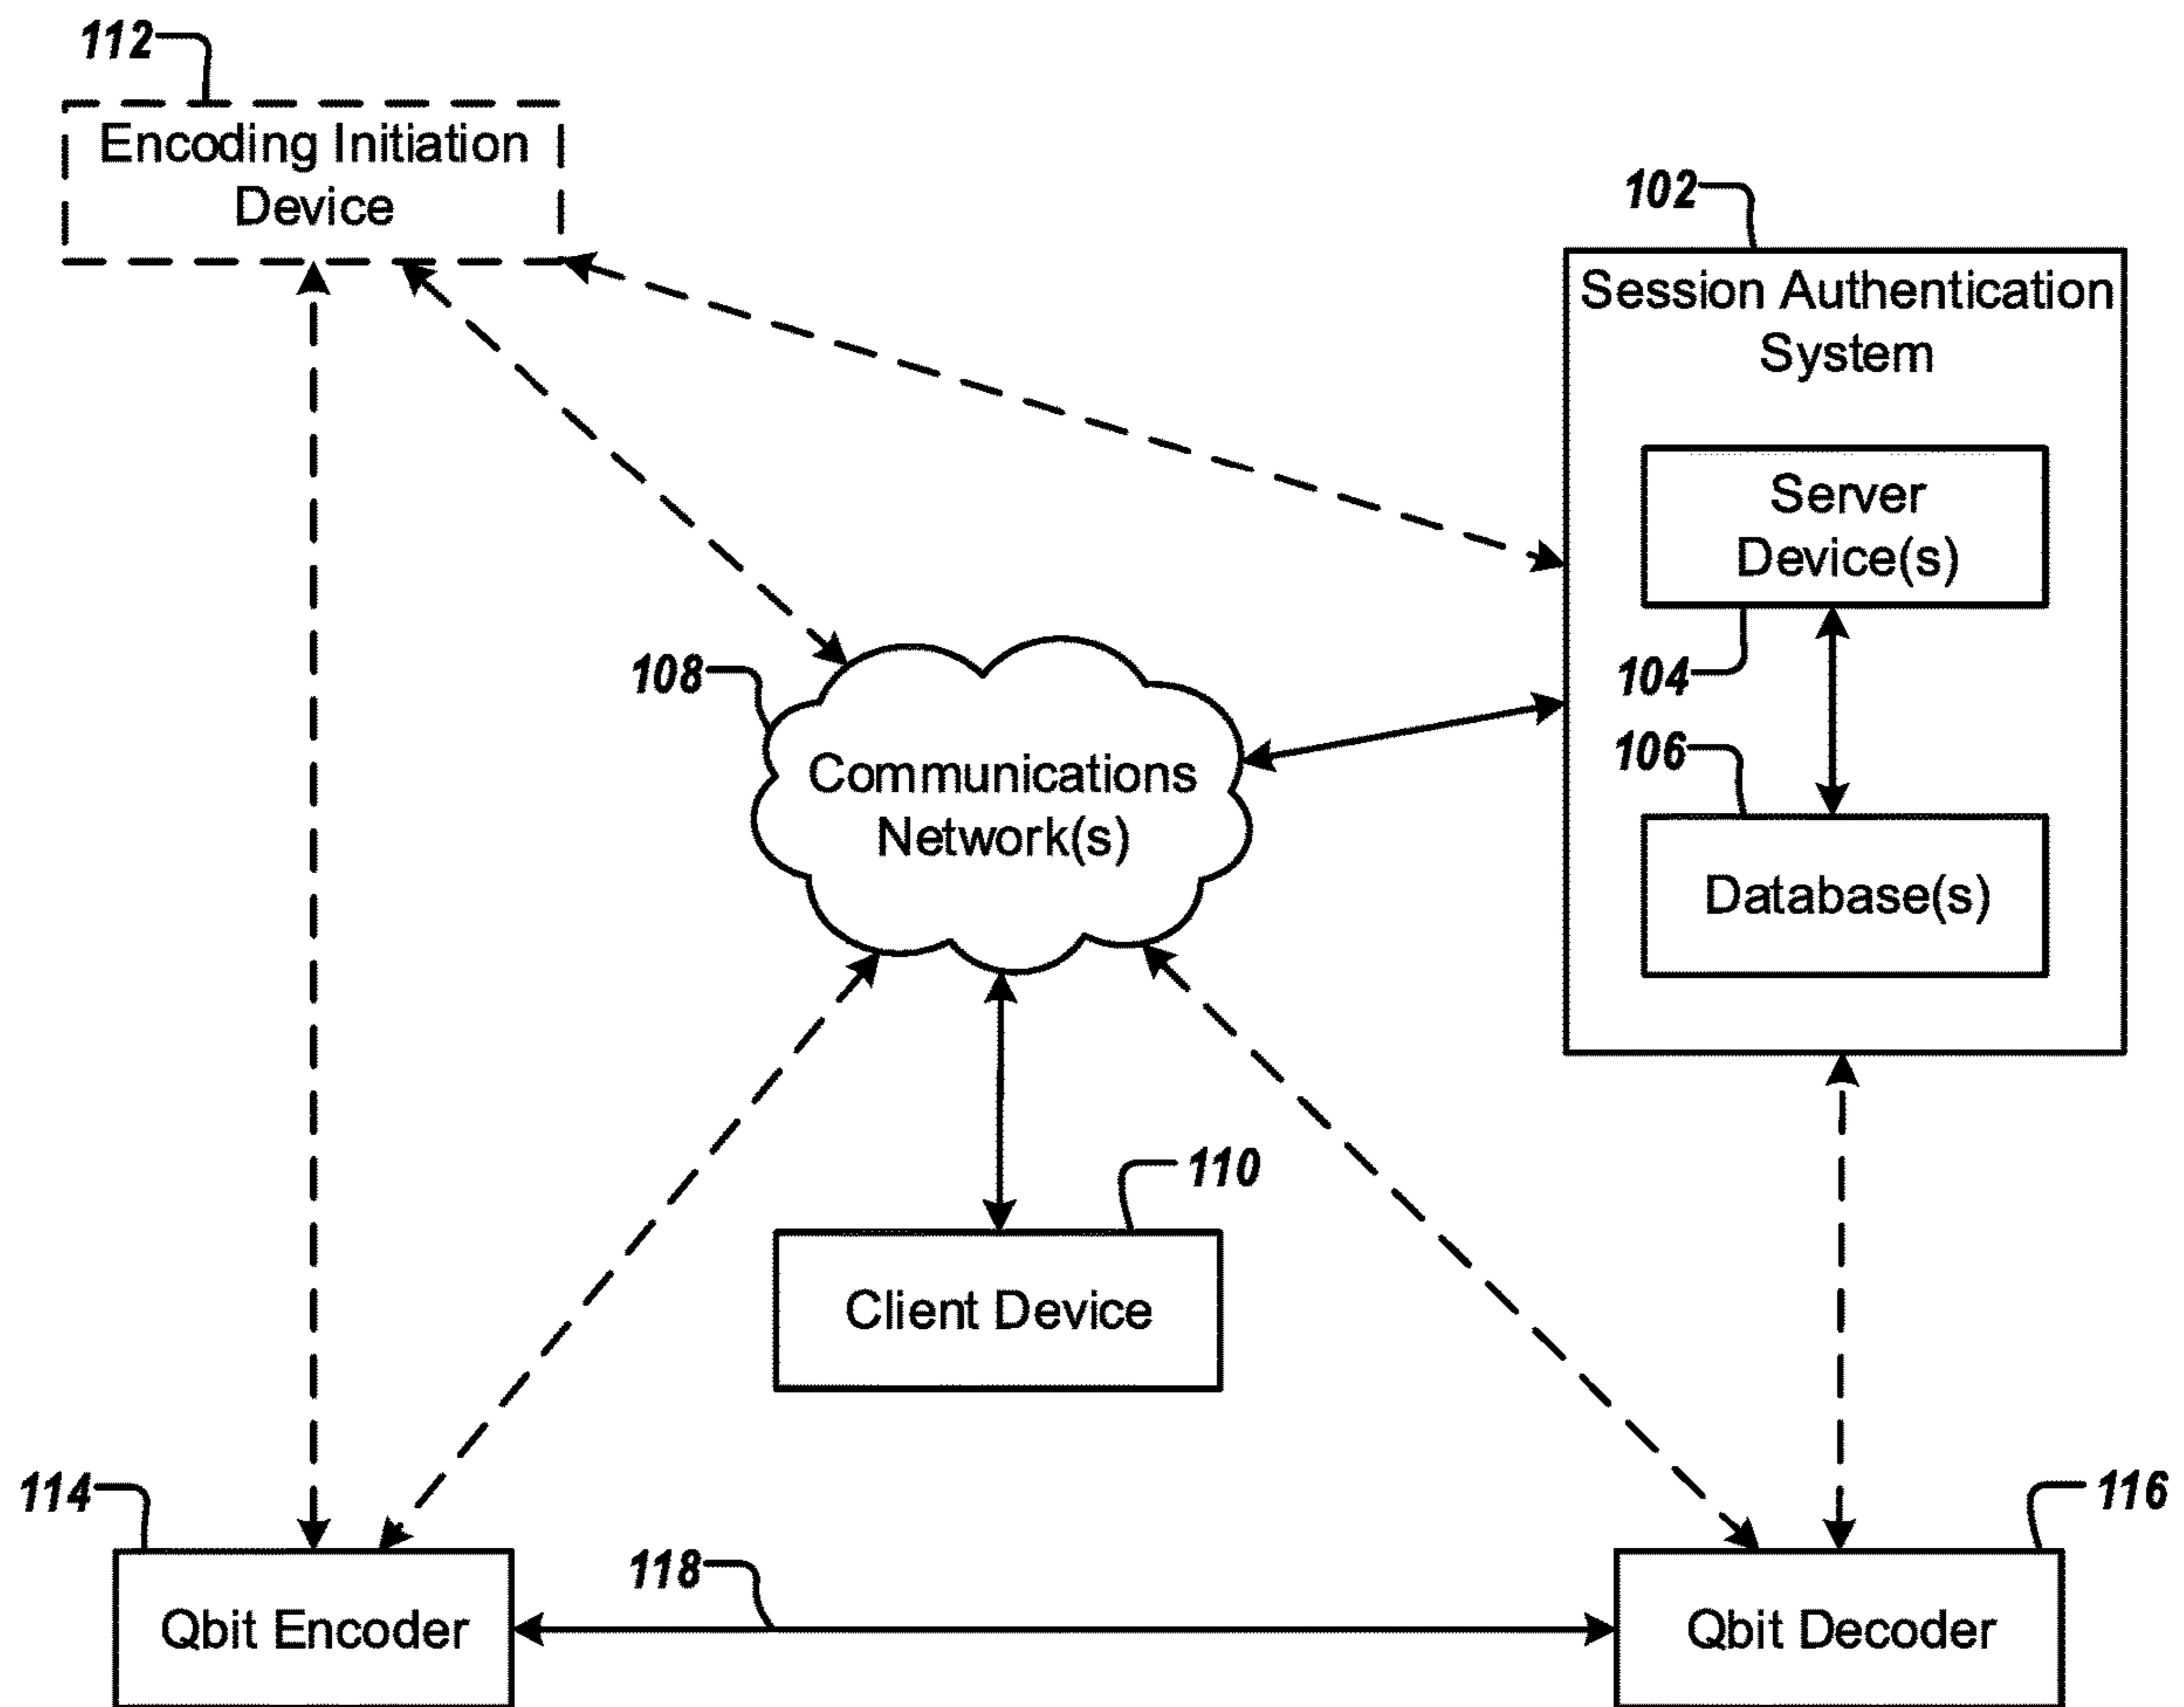 112
Encoding Initiation
Device
102
Session Authentication
System
Server
Device(s)
104
108
106
Communications
Network(s)
Database(s)
110
Client Device
114
116
118
Qbit Encoder
Qbit Decoder